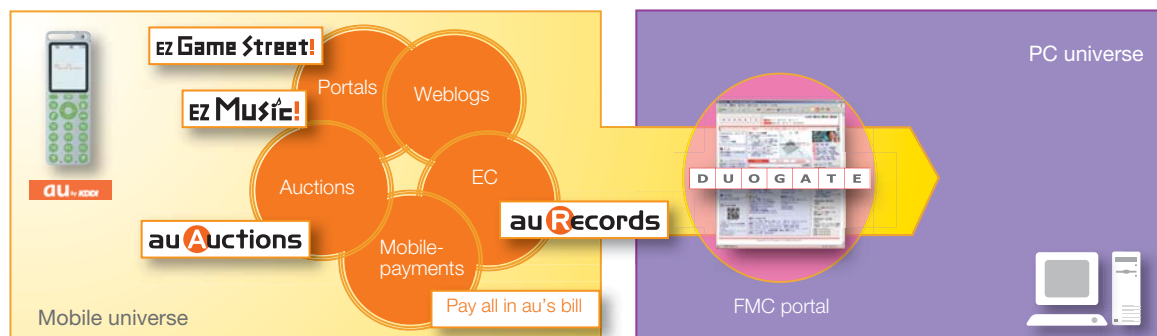 EZ Game Street!
Portals
Weblogs
EZ Music!
au by KDDI
Auctions
EC
au Auctions
au Records
Mobile-
payments
Pay all in au's bill
Mobile universe
PC universe
DUOGATE
FMC portal